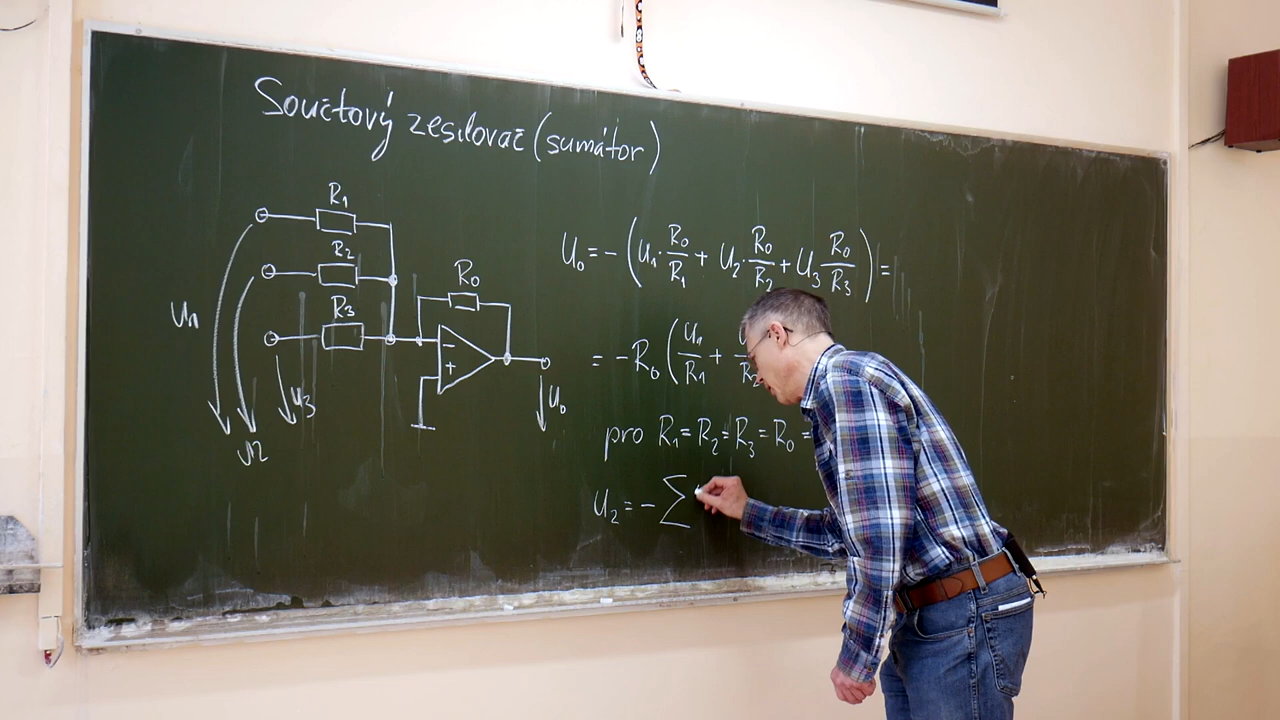 Součtový zesilovač (sumátor)
R1
R2
R3
R0
U1
U2
U3
U0
-
+
U0 = - (U1 · R0/R1 + U2 · R0/R2 + U3 R0/R3) =
= - R0 (U1/R1 + U
R2
pro R1 = R2 = R3 = R0 =
U2 = - Σ